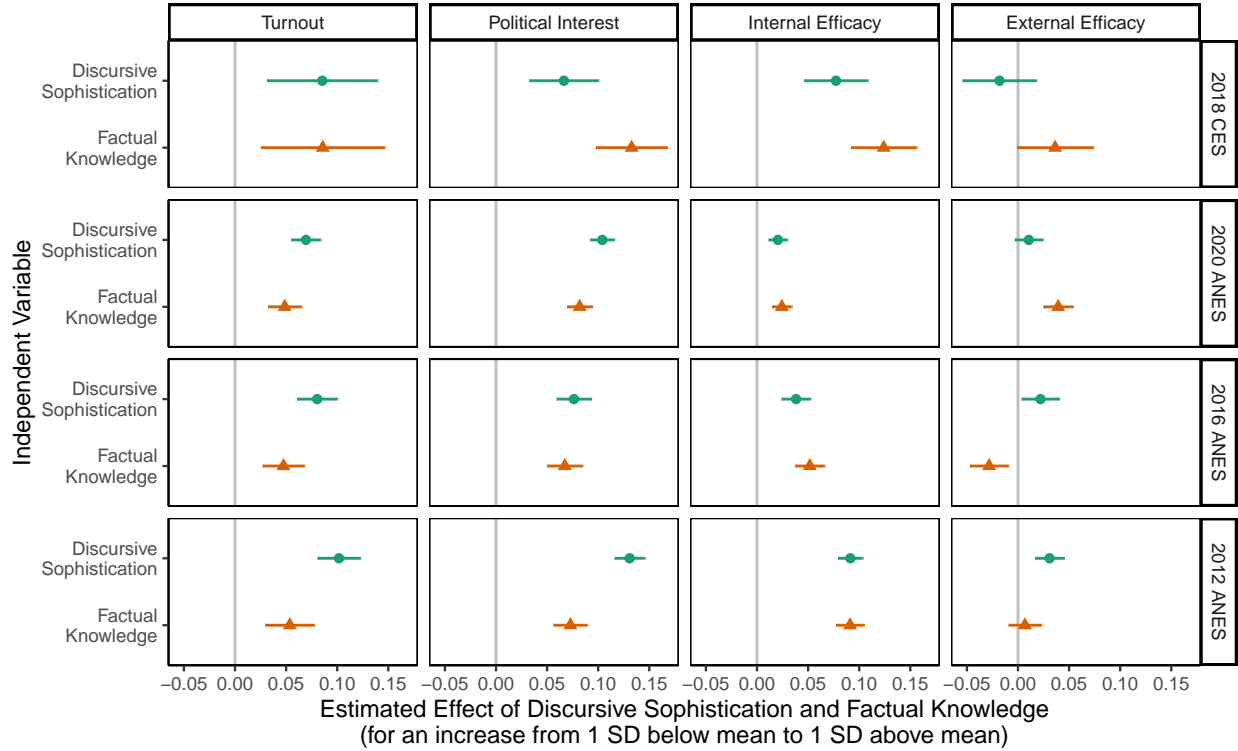 Turnout
Political Interest
Internal Efficacy
External Efficacy
Independent Variable
Discursive
Sophistication
Factual
Knowledge
2018 CES
Discursive
Sophistication
Factual
Knowledge
2020 ANES
Discursive
Sophistication
Factual
Knowledge
2016 ANES
Discursive
Sophistication
Factual
Knowledge
2012 ANES
−0.05 0.00 0.05 0.10 0.15 −0.05 0.00 0.05 0.10 0.15 −0.05 0.00 0.05 0.10 0.15 −0.05 0.00 0.05 0.10 0.15
Estimated Effect of Discursive Sophistication and Factual Knowledge
(for an increase from 1 SD below mean to 1 SD above mean)